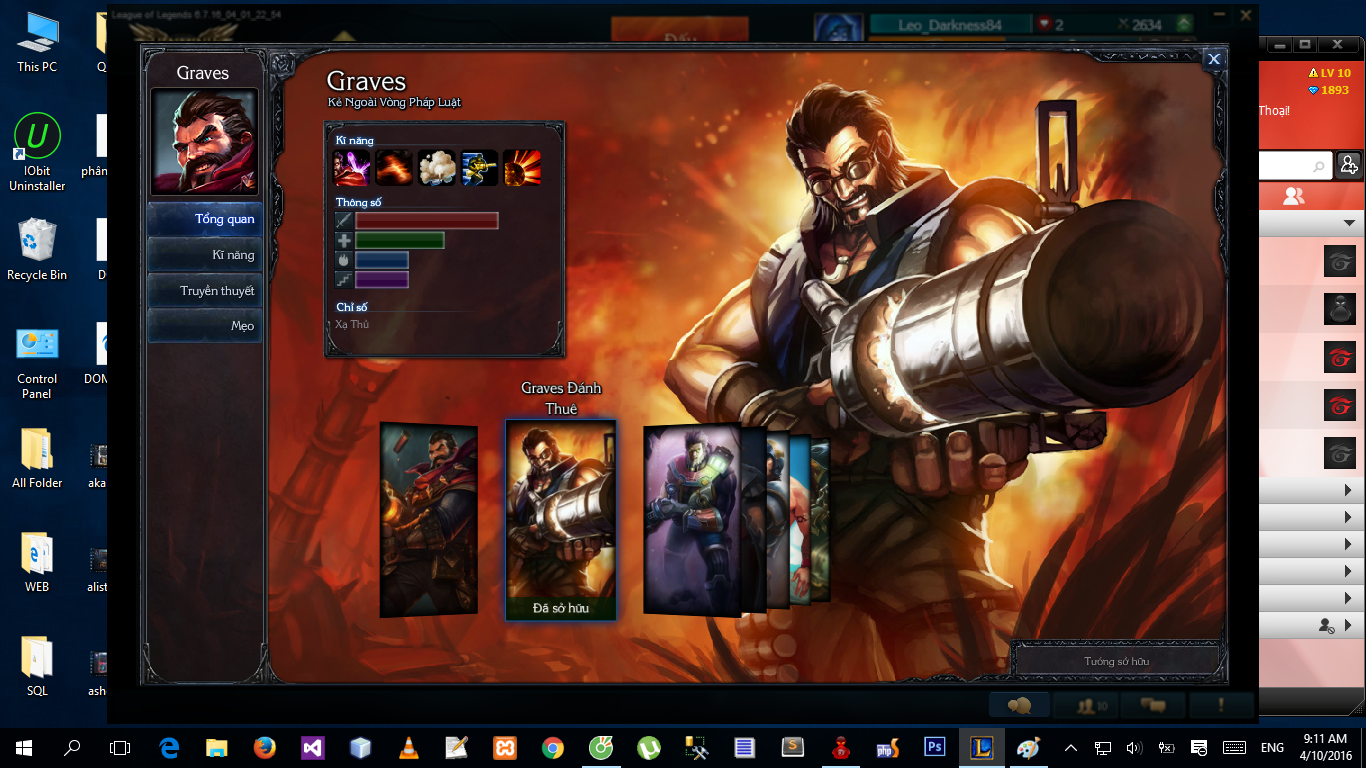 This PC
IObit
Uninstaller
Recycle Bin
Control
Panel
All Folder
WEB
SQL
phân
DOM
aka
alist
ashe
League of Legends 6.7.16_04_01_22_54
Leo_Darkness84
2
2634
Graves
Tổng quan
Kĩ năng
Truyền thuyết
Mẹo
Graves
Kẻ Ngoài Vòng Pháp Luật
Kĩ năng
Thông số
Chỉ số
Xạ Thủ
Graves Đánh
Thuê
Đã sở hữu
Tướng sở hữu
10
LV 10
1893
Thoại!
ENG
9:11 AM
4/10/2016